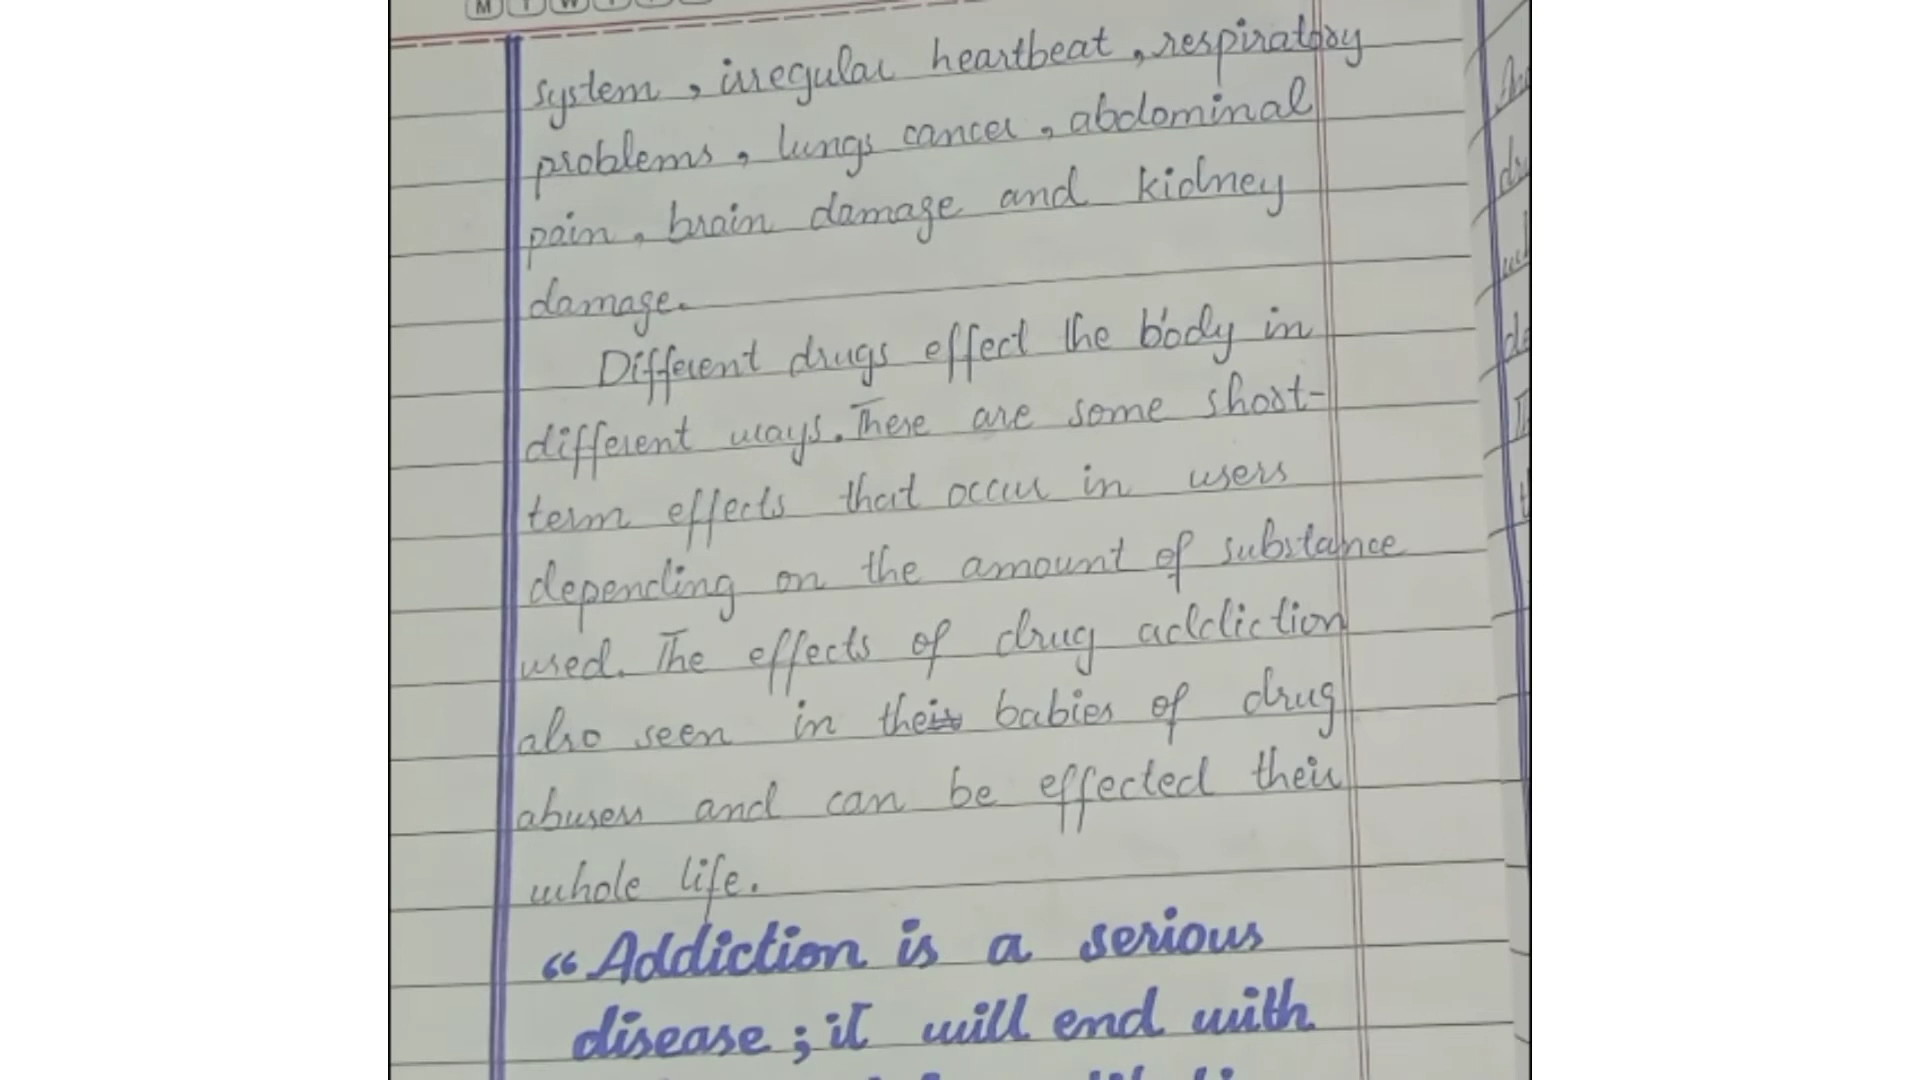 system, irregular heartbeat, respiratory
problems, lungs cancer, abdominal
pain, brain damage and kidney
damage.
Different drugs effect the body in
different ways. There are some short-
term effects that occur in users
depending on the amount of substance
used. The effects of drug addiction
also seen in the babies of drug
abusers and can be effected their
whole life.
“Addiction is a serious
disease; it will end with